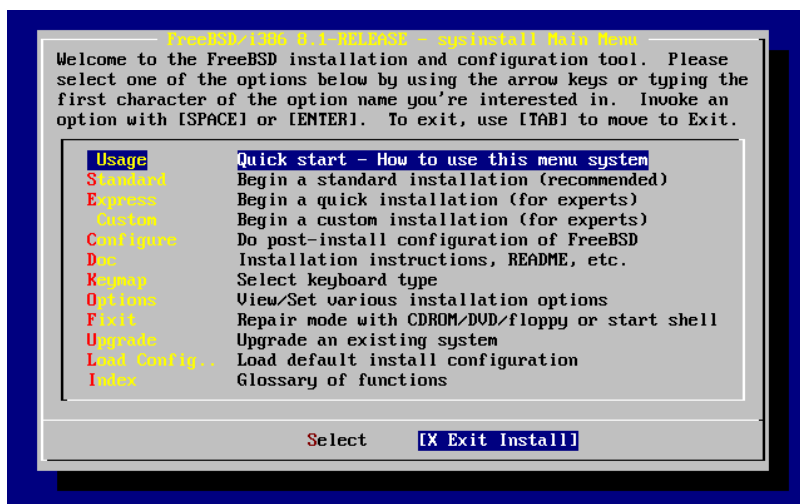 FreeBSD/i386 8.1-RELEASE - sysinstall Main Menu
Welcome to the FreeBSD installation and configuration tool.  Please
select one of the options below by using the arrow keys or typing the
first character of the option name you're interested in.  Invoke an
option with [SPACE] or [ENTER].  To exit, use [TAB] to move to Exit.
Usage Quick start - How to use this menu system
Standard Begin a standard installation (recommended)
Express Begin a quick installation (for experts)
Custom Begin a custom installation (for experts)
Configure Do post-install configuration of FreeBSD
Doc Installation instructions, README, etc.
Keymap Select keyboard type
Options View/Set various installation options
Fixit Repair mode with CDROM/DVD/floppy or start shell
Upgrade Upgrade an existing system
Load Config.. Load default install configuration
Index Glossary of functions
Select [X Exit Install]